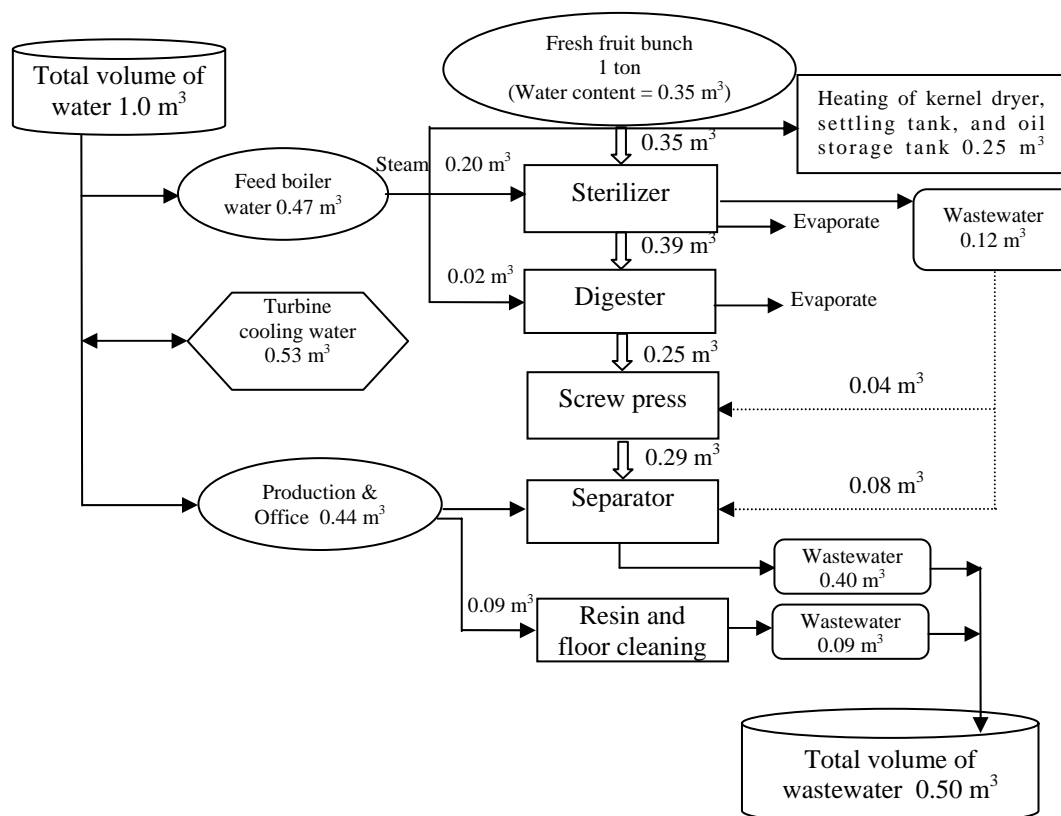 Total volume of
water 1.0 m³
Fresh fruit bunch
1 ton
(Water content = 0.35 m³)
Heating of kernel dryer,
settling tank, and oil
storage tank 0.25 m³
0.35 m³
Steam 0.20 m³
Feed boiler
water 0.47 m³
Sterilizer
Evaporate
Wastewater
0.12 m³
0.39 m³
0.02 m³
Digester
Evaporate
Turbine
cooling water
0.53 m³
0.25 m³
Screw press
0.04 m³
0.29 m³
Production &
Office 0.44 m³
Separator
0.08 m³
Wastewater
0.40 m³
0.09 m³
Resin and
floor cleaning
Wastewater
0.09 m³
Total volume of
wastewater 0.50 m³